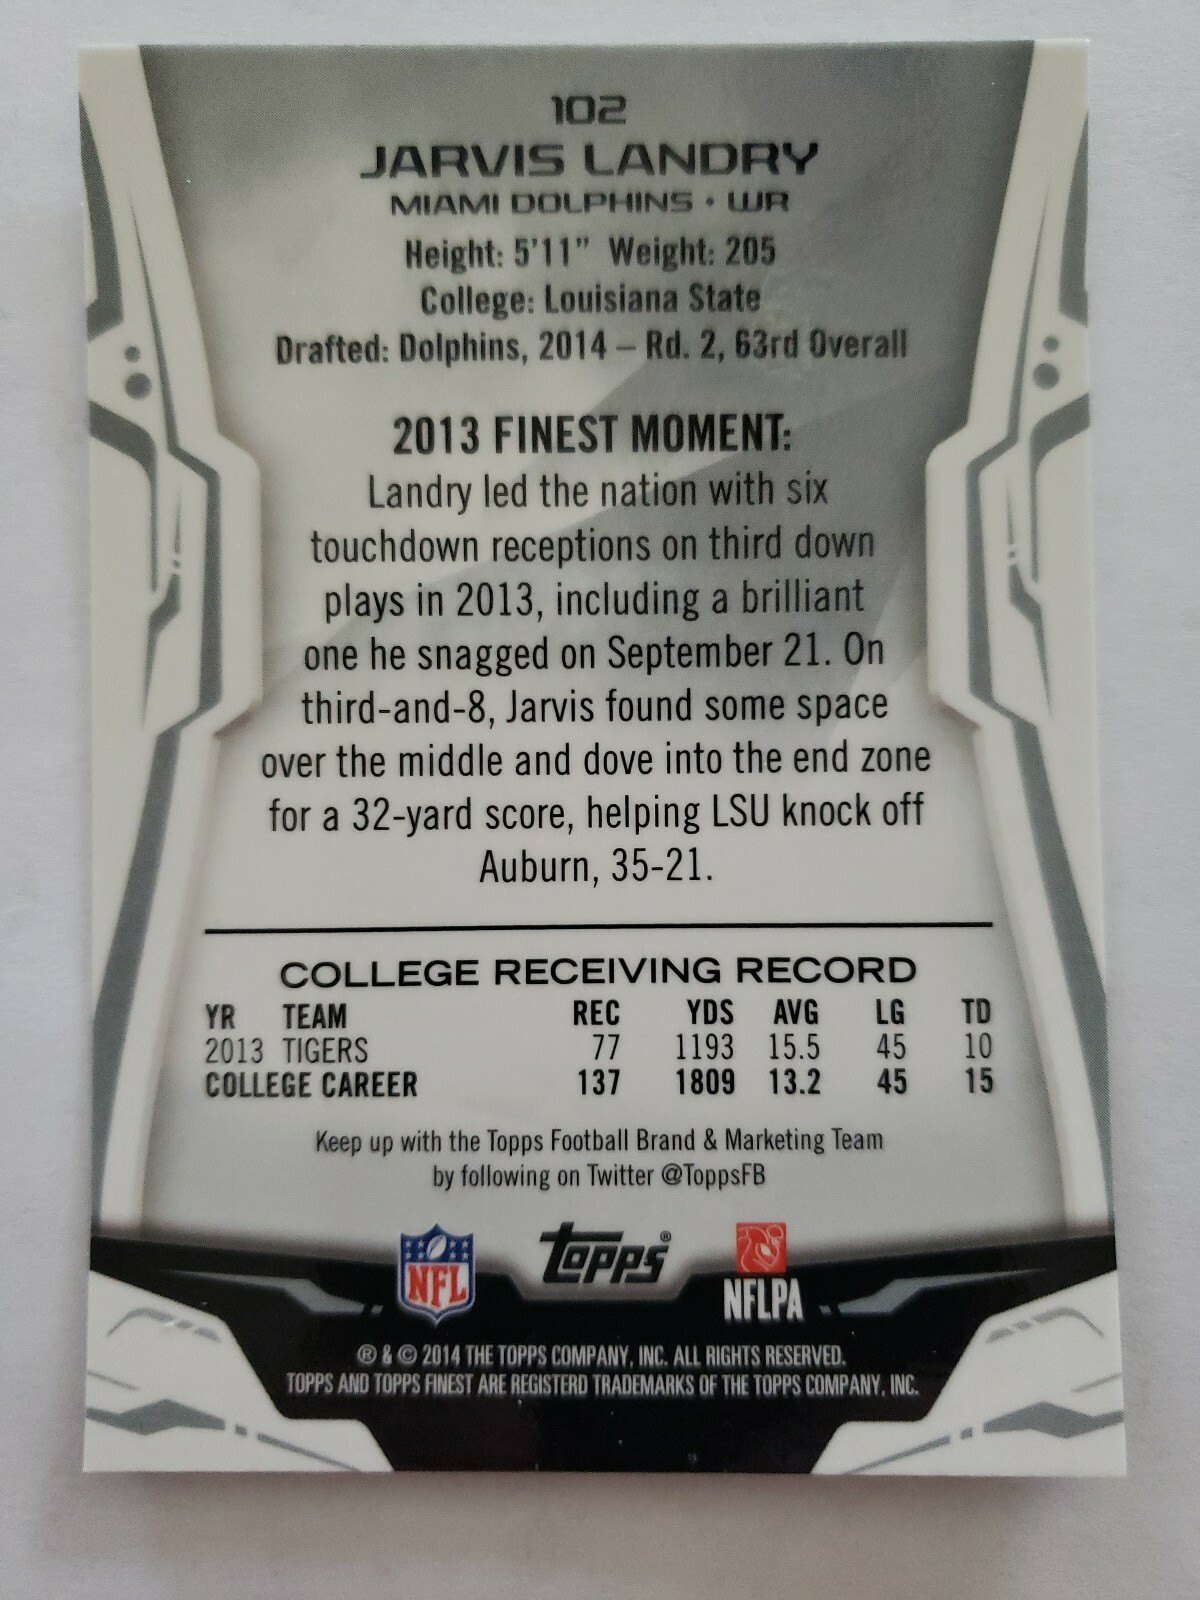 102
JARVIS LANDRY
MIAMI DOLPHINS • WR
Height: 5'11” Weight: 205
College: Louisiana State
Drafted: Dolphins, 2014 – Rd. 2, 63rd Overall
2013 FINEST MOMENT:
Landry led the nation with six
touchdown receptions on third down
plays in 2013, including a brilliant
one he snagged on September 21. On
third-and-8, Jarvis found some space
over the middle and dove into the end zone
for a 32-yard score, helping LSU knock off
Auburn, 35-21.
COLLEGE RECEIVING RECORD
YR TEAM REC YDS AVG LG TD
2013 TIGERS 77 1193 15.5 45 10
COLLEGE CAREER 137 1809 13.2 45 15
Keep up with the Topps Football Brand & Marketing Team
by following on Twitter @ToppsFB
NFL topps® NFLPA
® & © 2014 THE TOPPS COMPANY, INC. ALL RIGHTS RESERVED.
TOPPS AND TOPPS FINEST ARE REGISTERD TRADEMARKS OF THE TOPPS COMPANY, INC.